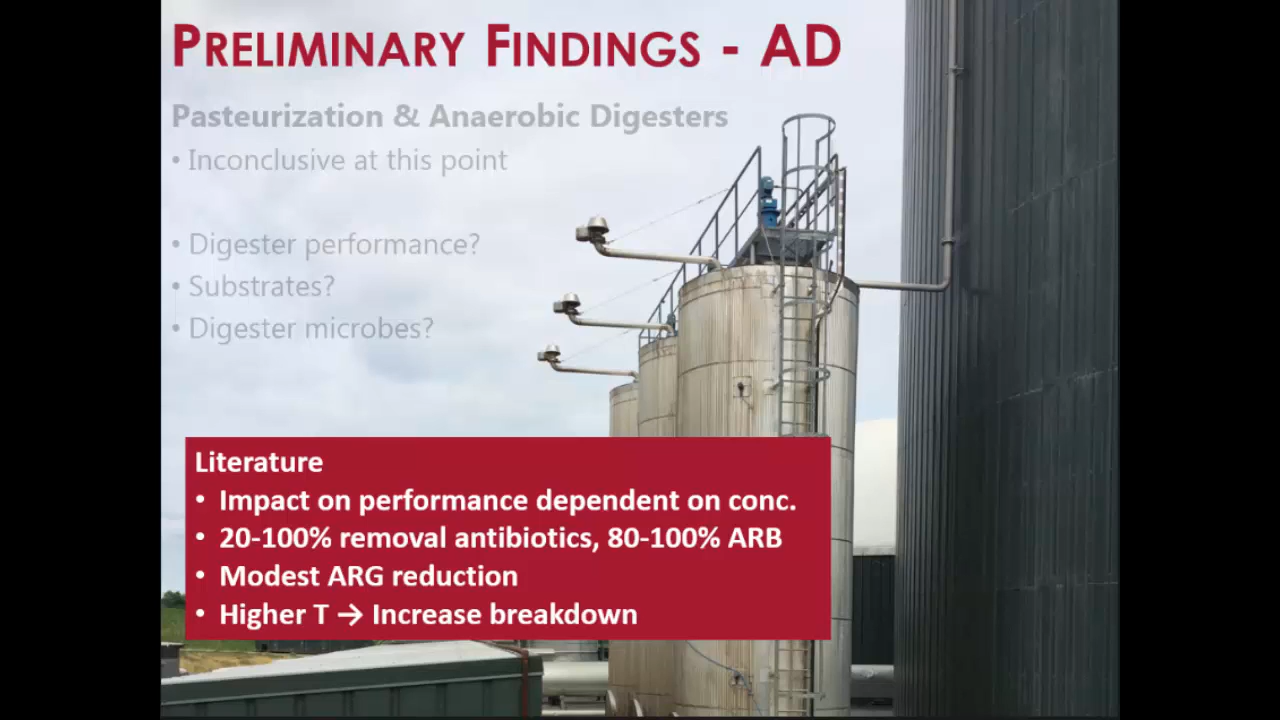 PRELIMINARY FINDINGS - AD
Pasteurization & Anaerobic Digesters
• Inconclusive at this point
• Digester performance?
• Substrates?
• Digester microbes?
Literature
• Impact on performance dependent on conc.
• 20-100% removal antibiotics, 80-100% ARB
• Modest ARG reduction
• Higher T → Increase breakdown